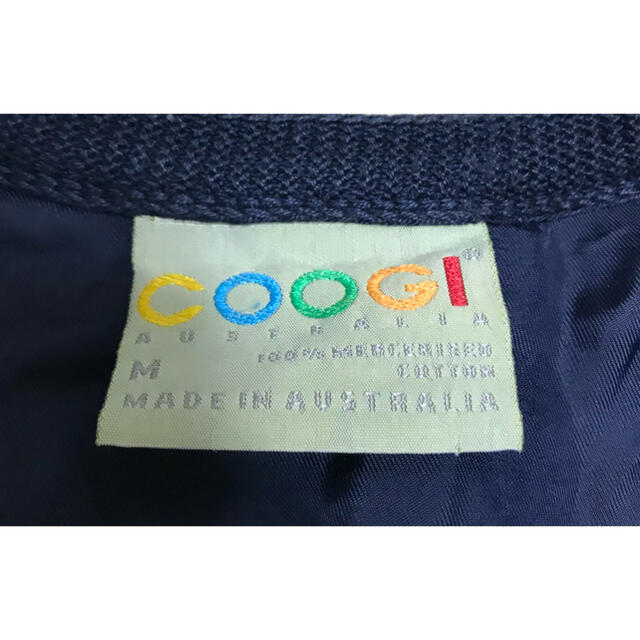 COOGI®
AUSTRALIA
M 100% MERCERISED
COTTON
MADE IN AUSTRALIA